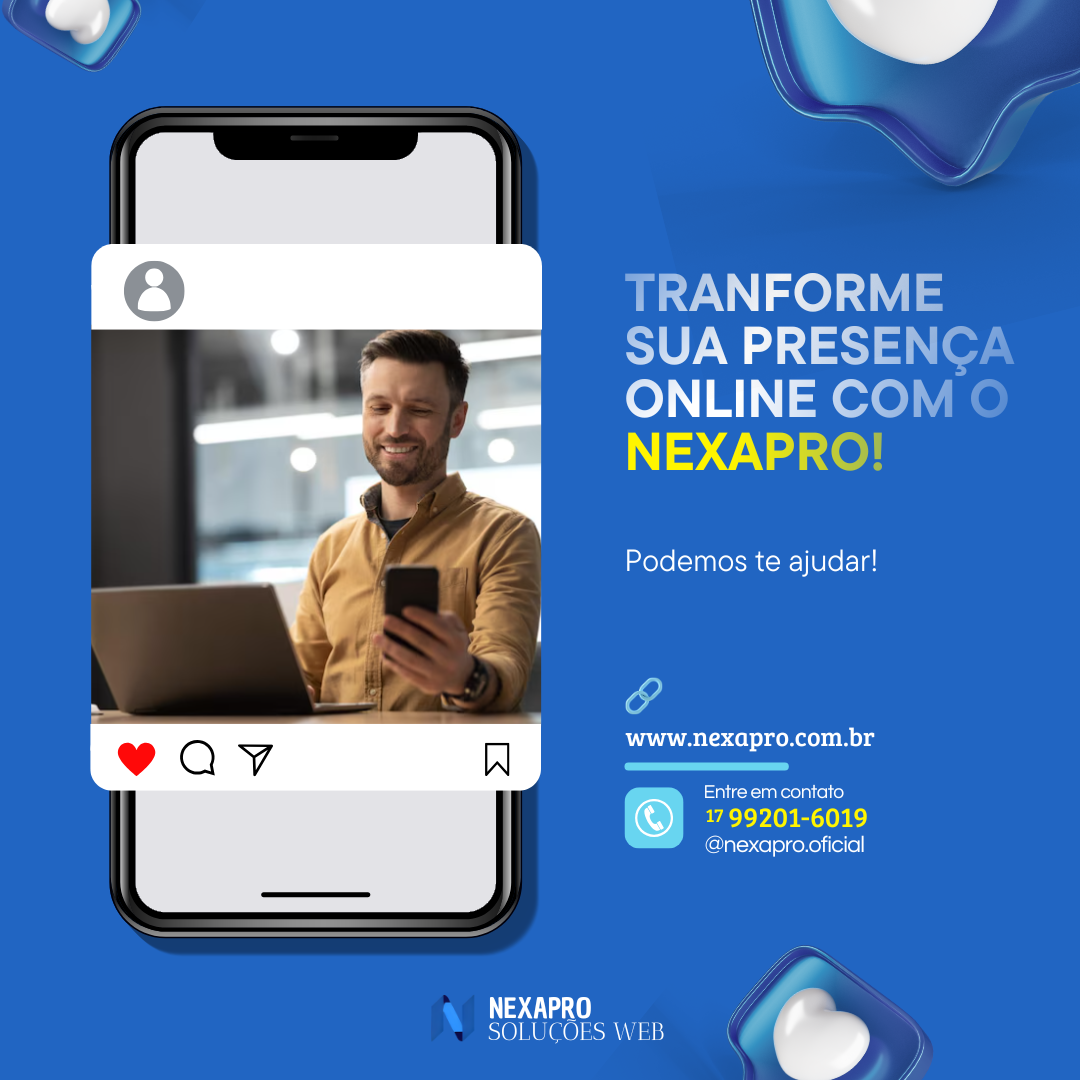 TRANFORME
SUA PRESENÇA
ONLINE COM O
NEXAPRO!
Podemos te ajudar!
www.nexapro.com.br
Entre em contato
17 99201-6019
@nexapro.oficial
NEXAPRO
SOLUÇÕES WEB